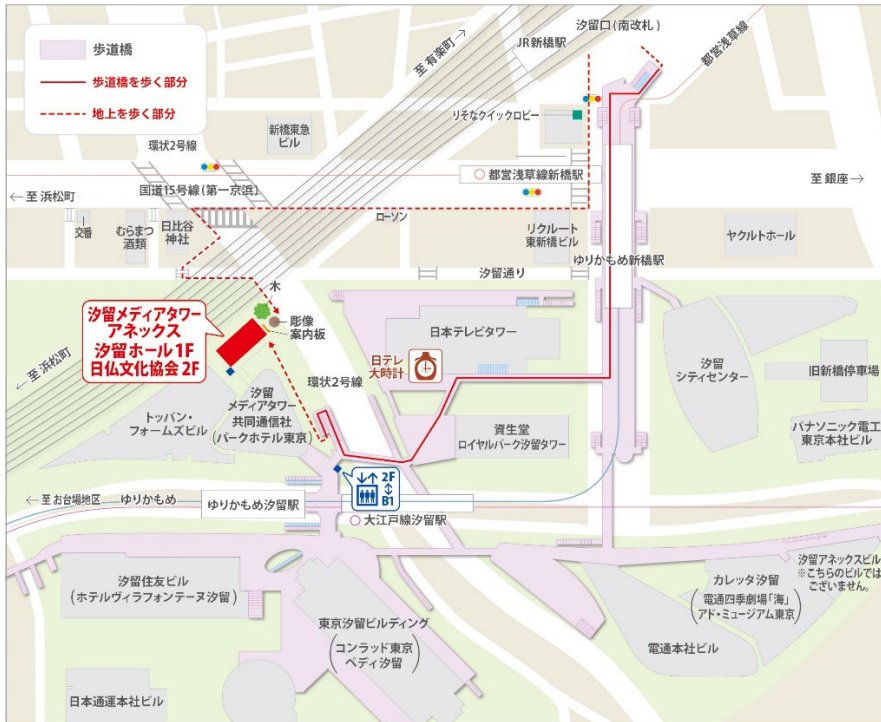 歩道橋
歩道橋を歩く部分
地上を歩く部分
汐留口(南改札)
JR新橋駅
至 有楽町
都営浅草線
りそなクイックロビー
新橋東急
ビル
環状2号線
国道15号線(第一京浜)
都営浅草線新橋駅
至 浜松町
至 銀座
ローソン
交番
むらまつ
酒類
日比谷
神社
リクルート
東新橋ビル
ヤクルトホール
ゆりかもめ新橋駅
汐留通り
木
彫像
案内板
汐留メディアタワー
アネックス
汐留ホール 1F
日仏文化協会 2F
至 浜松町
日本テレビタワー
日テレ
大時計
環状2号線
汐留
シティセンター
旧新橋停車場
汐留
メディアタワー
共同通信社
(パークホテル東京)
トッパン・
フォームズビル
資生堂
ロイヤルパーク汐留タワー
パナソニック電工
東京本社ビル
2F
B1
至 お台場地区
ゆりかもめ
ゆりかもめ汐留駅
大江戸線汐留駅
汐留アネックスビル
※こちらのビルでは
ございません。
汐留住友ビル
(ホテルヴィラフォンテーヌ汐留)
カレッタ汐留
(電通四季劇場「海」
アド・ミュージアム東京)
東京汐留ビルディング
(コンラッド東京
ペディ汐留)
電通本社ビル
日本通運本社ビル